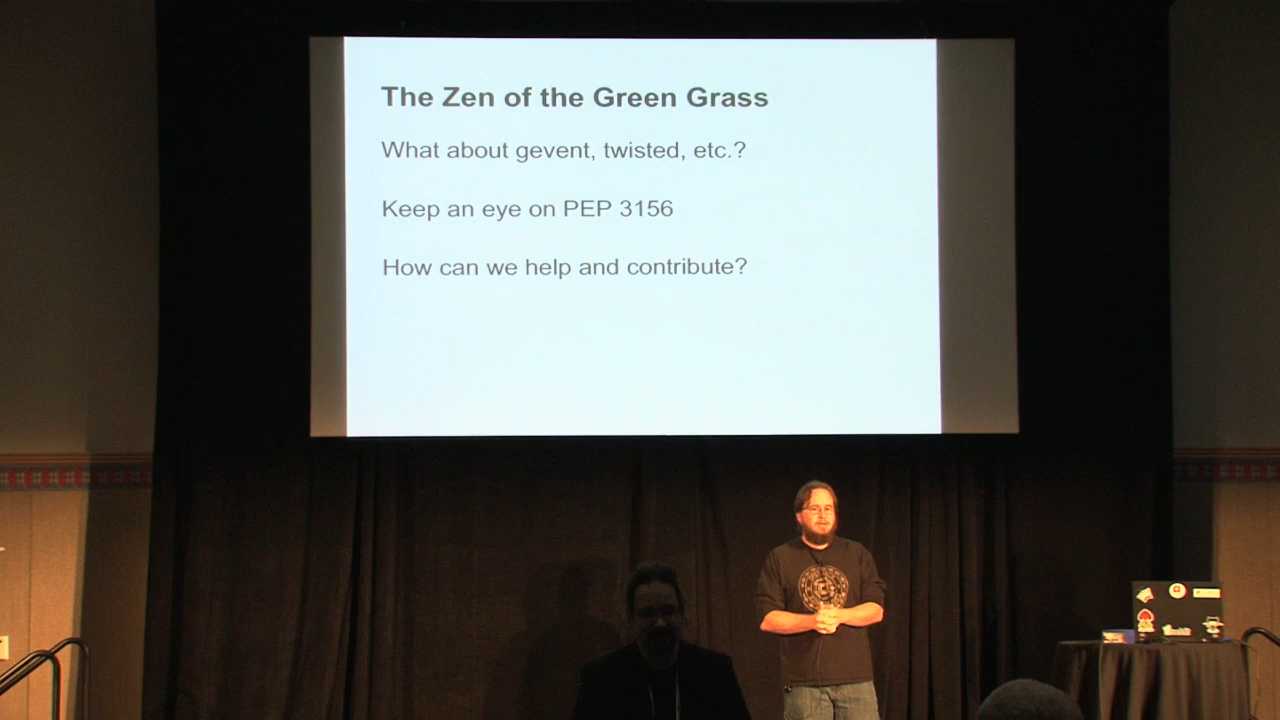 The Zen of the Green Grass
What about gevent, twisted, etc.?
Keep an eye on PEP 3156
How can we help and contribute?